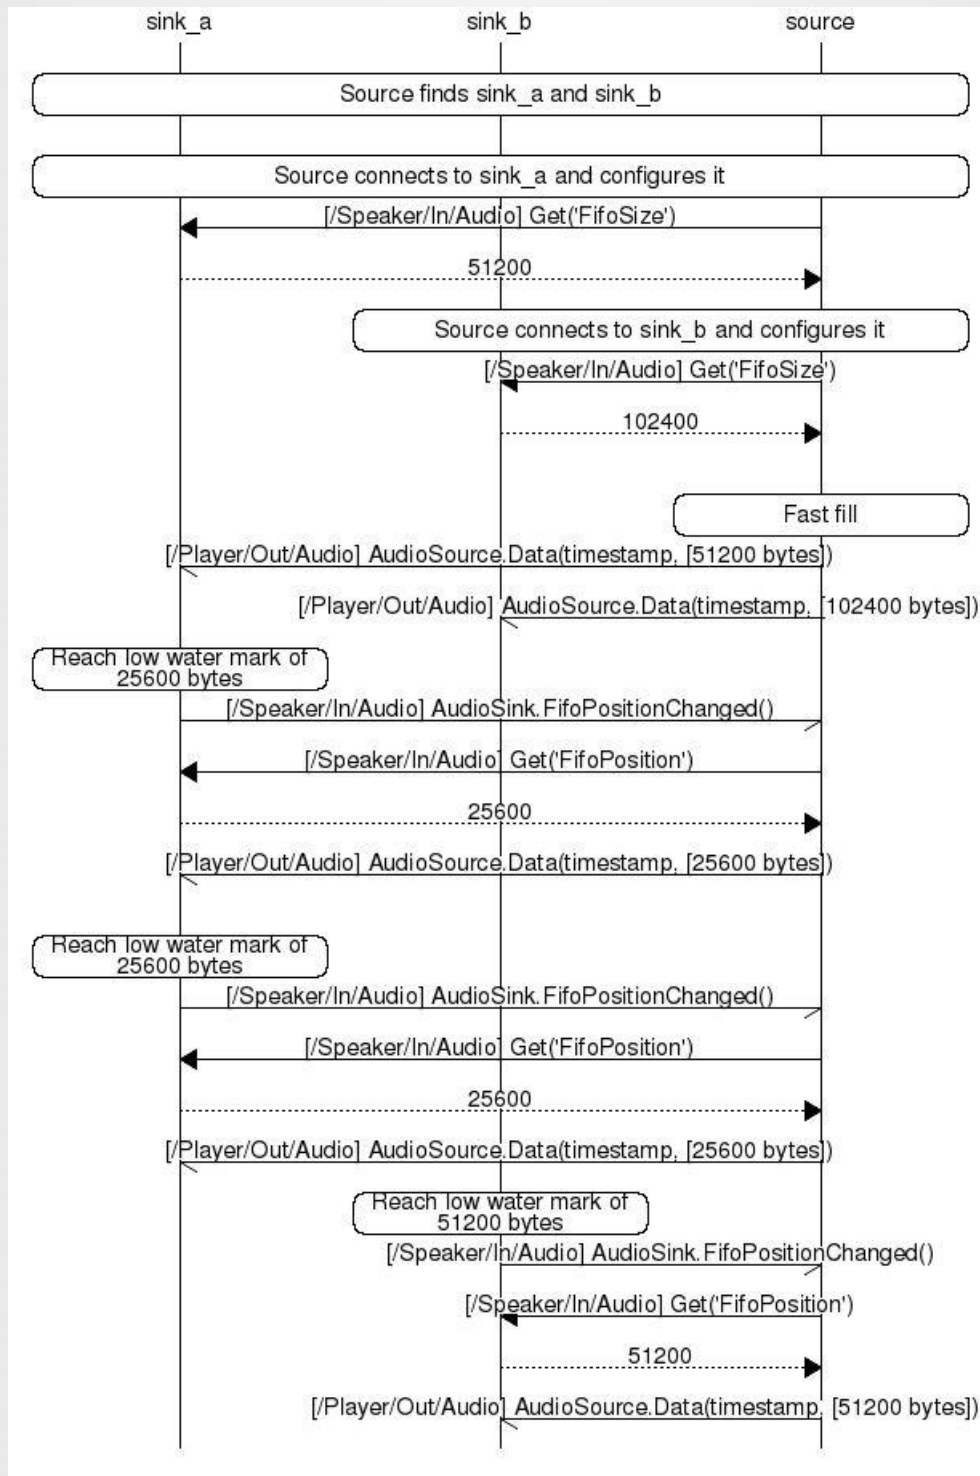 sink_a sink_b source
Source finds sink_a and sink_b
Source connects to sink_a and configures it
[/Speaker/In/Audio] Get('FifoSize')
51200
Source connects to sink_b and configures it
[/Speaker/In/Audio] Get('FifoSize')
102400
Fast fill
[/Player/Out/Audio] AudioSource.Data(timestamp, [51200 bytes])
[/Player/Out/Audio] AudioSource.Data(timestamp, [102400 bytes])
Reach low water mark of
25600 bytes
[/Speaker/In/Audio] AudioSink.FifoPositionChanged()
[/Speaker/In/Audio] Get('FifoPosition')
25600
[/Player/Out/Audio] AudioSource.Data(timestamp, [25600 bytes])
Reach low water mark of
25600 bytes
[/Speaker/In/Audio] AudioSink.FifoPositionChanged()
[/Speaker/In/Audio] Get('FifoPosition')
25600
[/Player/Out/Audio] AudioSource.Data(timestamp, [25600 bytes])
Reach low water mark of
51200 bytes
[/Speaker/In/Audio] AudioSink.FifoPositionChanged()
[/Speaker/In/Audio] Get('FifoPosition')
51200
[/Player/Out/Audio] AudioSource.Data(timestamp, [51200 bytes])